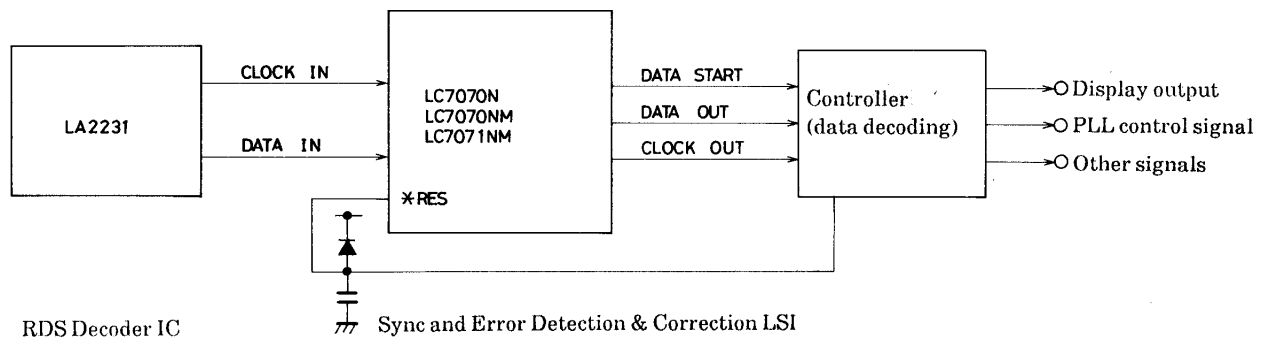 LA2231
CLOCK IN
DATA IN
LC7070N
LC7070NM
LC7071NM
*RES
DATA START
DATA OUT
CLOCK OUT
Controller
(data decoding)
Display output
PLL control signal
Other signals
RDS Decoder IC
Sync and Error Detection & Correction LSI